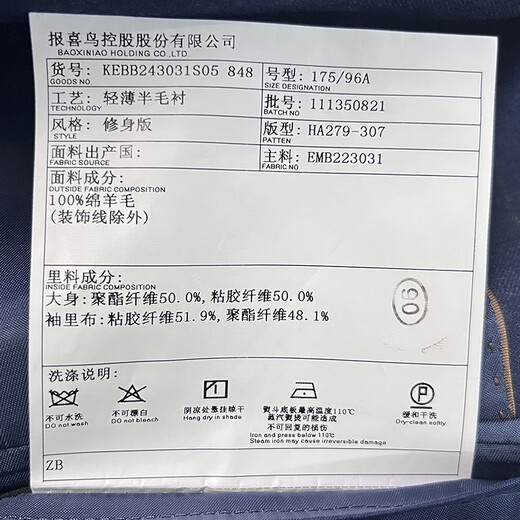 报喜鸟控股股份有限公司
BAOXINIAO HOLDING CO.,LTD.
货号: KEBB243031S05 848 号型: 175/96A
GOODS NO. SIZE DESIGNATION
工艺: 轻薄半毛衬 批号: 111350821
BATCH NO
风格: 修身版 版型: HA279-307
STYLE PATTEN
面料出产国: 主料: EMB223031
FABRIC SOURCE FABRIC NO.
面料成分:
OUTSIDE FABRIC COMPOSITION
100%绵羊毛
(装饰线除外)
里料成分:
INSIDE FABRIC COMPOSITION
大身: 聚酯纤维50.0%, 粘胶纤维50.0%
袖里布: 粘胶纤维51.9%, 聚酯纤维48.1%
06
洗涤说明:
不可水洗 不可漂白 阴凉处悬挂晾干 熨斗底板最高温度110℃ 缓和干洗
DO not wash DO not bleach Hang dry in shade 蒸汽熨烫可能造成 Dry-clean softly
不可回复的损伤
Iron and press below 110℃
Steam iron may cause irreversible damage
P
ZB